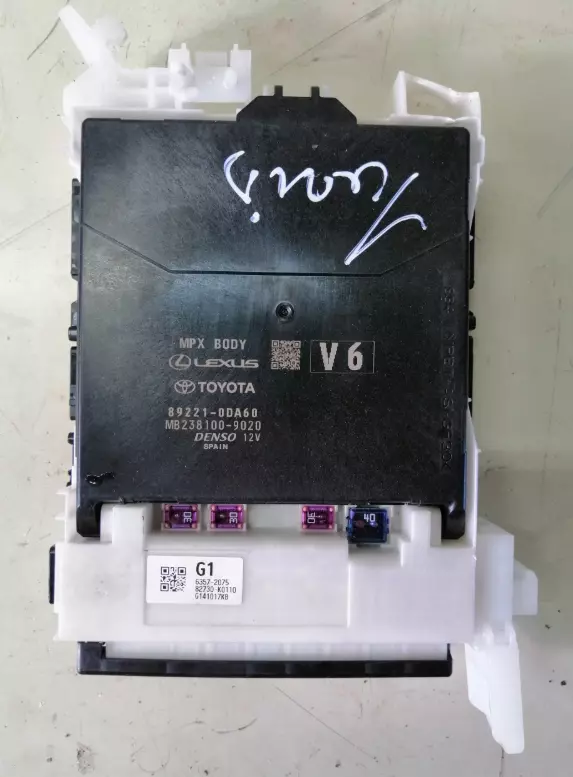 MPX BODY
LEXUS
V6
TOYOTA
89221-0DA60
MB238100-9020
DENSO 12V
SPAIN
30
30
30
40
G1
6357-2075
82730 K0110
G141017KB